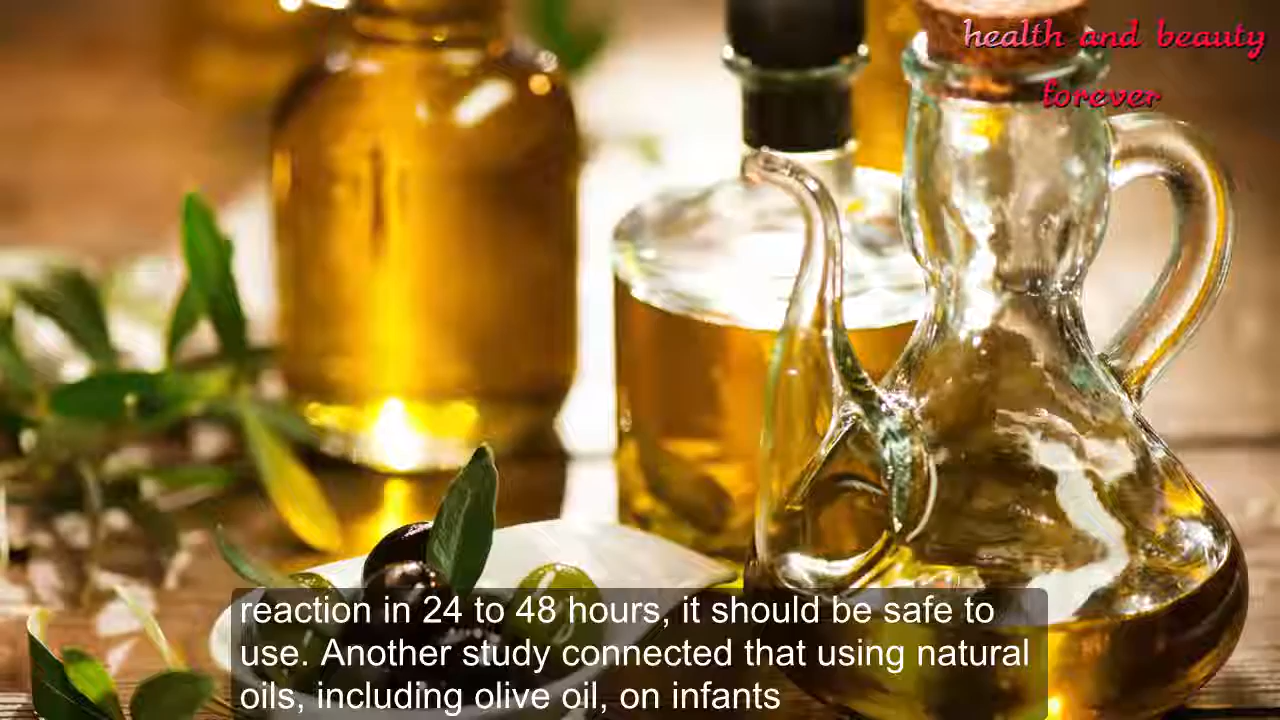 health and beauty
forever
reaction in 24 to 48 hours, it should be safe to
use. Another study connected that using natural
oils, including olive oil, on infants